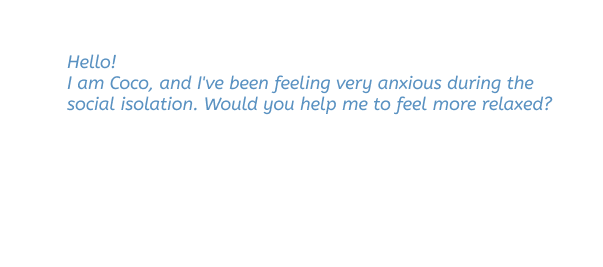 Hello!
I am Coco, and I've been feeling very anxious during the
social isolation. Would you help me to feel more relaxed?